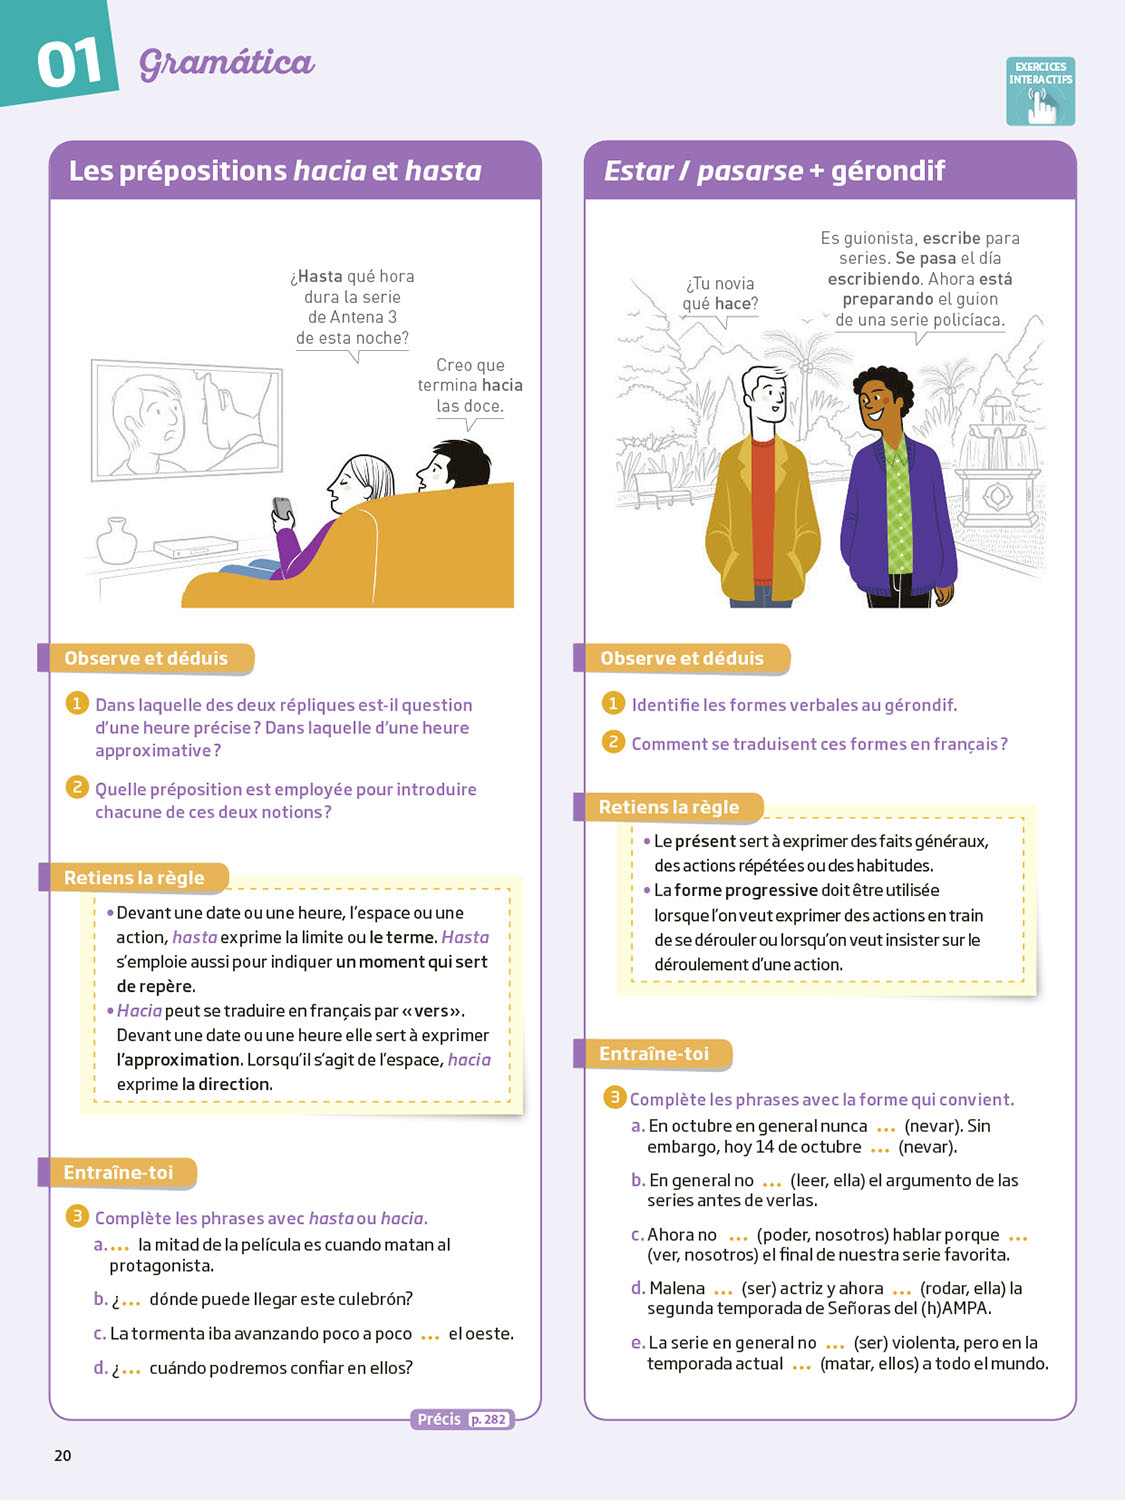 01
Gramática
EXERCICES
INTERACTIFS
Les prépositions hacia et hasta
¿Hasta qué hora
dura la serie
de Antena 3
de esta noche?
Creo que
termina hacia
las doce.
Observe et déduis
1 Dans laquelle des deux répliques est-il question
d'une heure précise ? Dans laquelle d'une heure
approximative ?
2 Quelle préposition est employée pour introduire
chacune de ces deux notions ?
Retiens la règle
• Devant une date ou une heure, l'espace ou une
action, hasta exprime la limite ou le terme. Hasta
s'emploie aussi pour indiquer un moment qui sert
de repère.
• Hacia peut se traduire en français par « vers ».
Devant une date ou une heure elle sert à exprimer
l'approximation. Lorsqu'il s'agit de l'espace, hacia
exprime la direction.
Entraîne-toi
3 Complète les phrases avec hasta ou hacia.
a. ... la mitad de la película es cuando matan al
protagonista.
b. ¿ ... dónde puede llegar este culebrón?
c. La tormenta iba avanzando poco a poco ... el oeste.
d. ¿ ... cuándo podremos confiar en ellos?
Précis p. 282
Estar / pasarse + gérondif
¿Tu novia
qué hace?
Es guionista, escribe para
series. Se pasa el día
escribiendo. Ahora está
preparando el guion
de una serie policíaca.
Observe et déduis
1 Identifie les formes verbales au gérondif.
2 Comment se traduisent ces formes en français ?
Retiens la règle
• Le présent sert à exprimer des faits généraux,
des actions répétées ou des habitudes.
• La forme progressive doit être utilisée
lorsque l'on veut exprimer des actions en train
de se dérouler ou lorsqu'on veut insister sur le
déroulement d'une action.
Entraîne-toi
3 Complète les phrases avec la forme qui convient.
a. En octubre en general nunca ... (nevar). Sin
embargo, hoy 14 de octubre ... (nevar).
b. En general no ... (leer, ella) el argumento de las
series antes de verlas.
c. Ahora no ... (poder, nosotros) hablar porque ...
(ver, nosotros) el final de nuestra serie favorita.
d. Malena ... (ser) actriz y ahora ... (rodar, ella) la
segunda temporada de Señoras del (h)AMPA.
e. La serie en general no ... (ser) violenta, pero en la
temporada actual ... (matar, ellos) a todo el mundo.
20